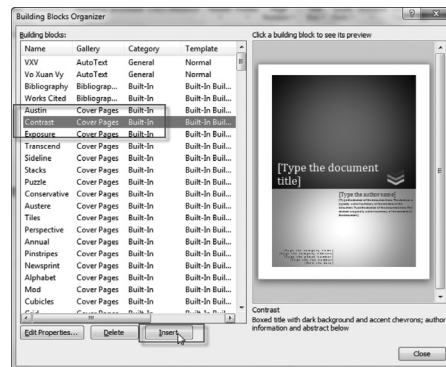 Building Blocks Organizer
Building blocks:
Click a building block to see its preview
Name Gallery Category Template
VXV AutoText General Normal
Vo Xuan Vy AutoText General Normal
Bibliography Bibliograp... Built-In Built-In Buil...
Works Cited Bibliograp... Built-In Built-In Buil...
Austin Cover Pages Built-In Built-In Buil...
Contrast Cover Pages Built-In Built-In Buil...
Exposure Cover Pages Built-In Built-In Buil...
Transcend Cover Pages Built-In Built-In Buil...
Sideline Cover Pages Built-In Built-In Buil...
Stacks Cover Pages Built-In Built-In Buil...
Puzzle Cover Pages Built-In Built-In Buil...
Conservative Cover Pages Built-In Built-In Buil...
Austere Cover Pages Built-In Built-In Buil...
Tiles Cover Pages Built-In Built-In Buil...
Perspective Cover Pages Built-In Built-In Buil...
Annual Cover Pages Built-In Built-In Buil...
Pinstripes Cover Pages Built-In Built-In Buil...
Newsprint Cover Pages Built-In Built-In Buil...
Alphabet Cover Pages Built-In Built-In Buil...
Mod Cover Pages Built-In Built-In Buil...
Cubicles Cover Pages Built-In Built-In Buil...
[Type the document
title]
[Type the author name]
Contrast
Boxed title with dark background and accent chevrons; author
information and abstract below
Edit Properties... Delete Insert
Close